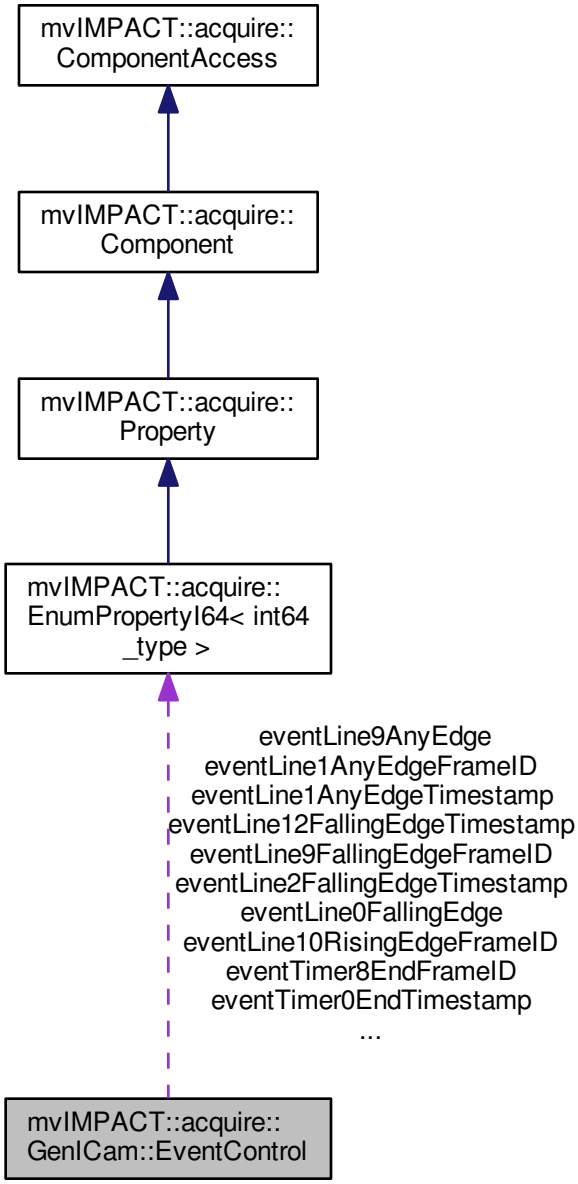 mvIMPACT::acquire::
ComponentAccess
mvIMPACT::acquire::
Component
mvIMPACT::acquire::
Property
mvIMPACT::acquire::
EnumPropertyI64< int64
_type >
eventLine9AnyEdge
eventLine1AnyEdgeFrameID
eventLine1AnyEdgeTimestamp
eventLine12FallingEdgeTimestamp
eventLine9FallingEdgeFrameID
eventLine2FallingEdgeTimestamp
eventLine0FallingEdge
eventLine10RisingEdgeFrameID
eventTimer8EndFrameID
eventTimer0EndTimestamp
...
mvIMPACT::acquire::
GenICam::EventControl